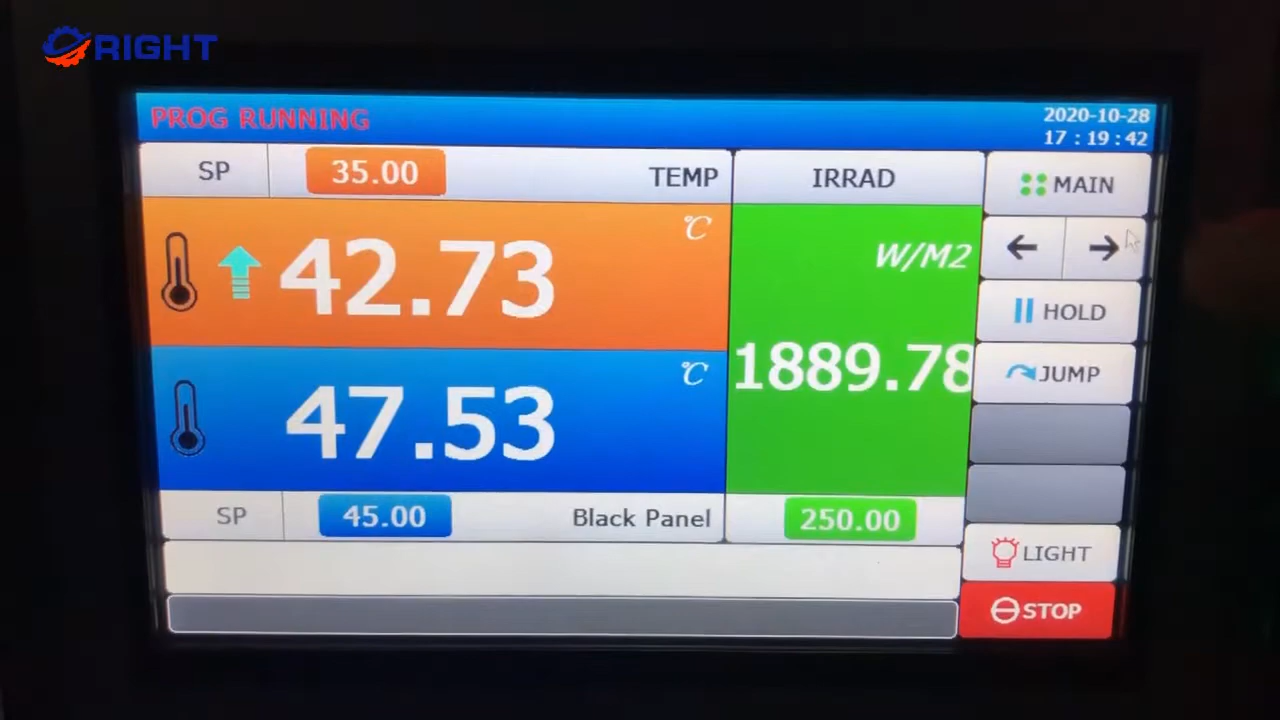 RIGHT
PROG RUNNING
2020-10-28
17 : 19 : 42
SP
35.00
TEMP
IRRAD
MAIN
℃
42.73
W/M2
HOLD
1889.78
JUMP
℃
47.53
SP
45.00
Black Panel
250.00
LIGHT
STOP